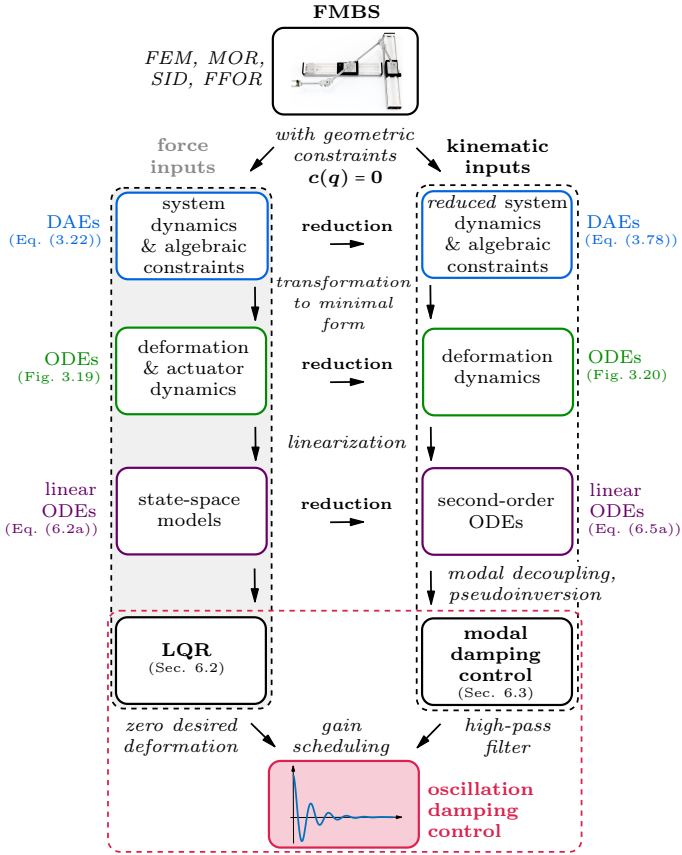 FMBS
FEM, MOR,
SID, FFOR
with geometric
constraints
c(q) = 0
force
inputs
kinematic
inputs
DAEs
(Eq. (3.22))
system
dynamics
& algebraic
constraints
reduction
reduced system
dynamics
& algebraic
constraints
DAEs
(Eq. (3.78))
transformation
to minimal
form
ODEs
(Fig. 3.19)
deformation
& actuator
dynamics
reduction
deformation
dynamics
ODEs
(Fig. 3.20)
linearization
linear
ODEs
(Eq. (6.2a))
state-space
models
reduction
second-order
ODEs
linear
ODEs
(Eq. (6.5a))
modal decoupling,
pseudoinversion
LQR
(Sec. 6.2)
modal
damping
control
(Sec. 6.3)
zero desired
deformation
gain
scheduling
high-pass
filter
oscillation
damping
control